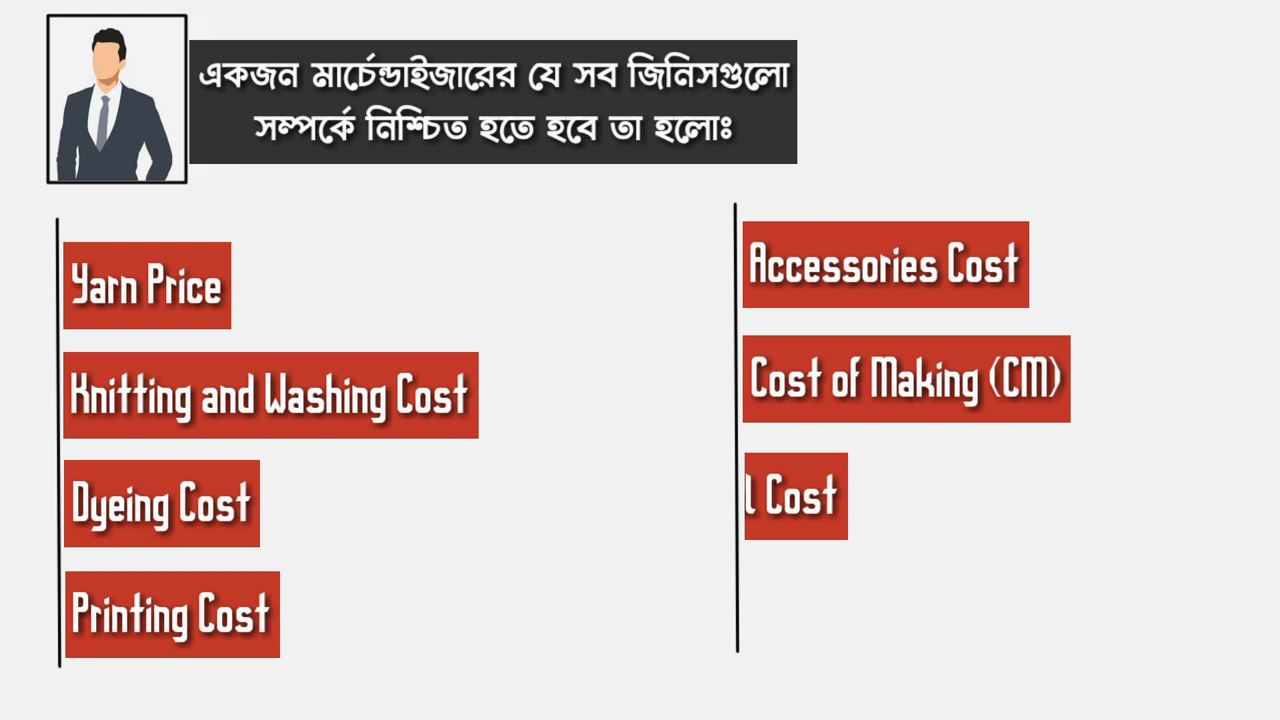 একজন মার্চেন্ডাইজারের যে সব জিনিসগুলো
সম্পর্কে নিশ্চিত হতে হবে তা হলোঃ
Yarn Price
Knitting and Washing Cost
Dyeing Cost
Printing Cost
Accessories Cost
Cost of Making (CM)
l Cost